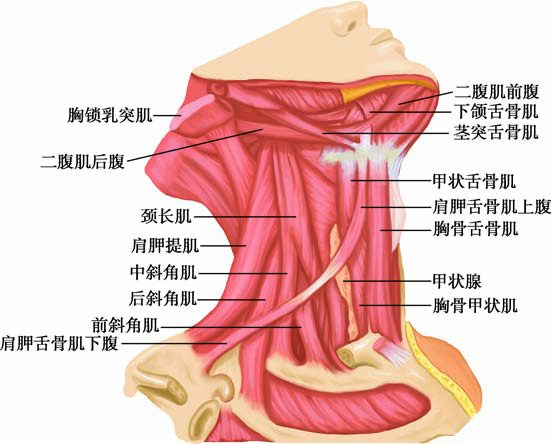 胸锁乳突肌
二腹肌后腹
颈长肌
肩胛提肌
中斜角肌
后斜角肌
前斜角肌
肩胛舌骨肌下腹
二腹肌前腹
下颌舌骨肌
茎突舌骨肌
甲状舌骨肌
肩胛舌骨肌上腹
胸骨舌骨肌
甲状腺
胸骨甲状肌